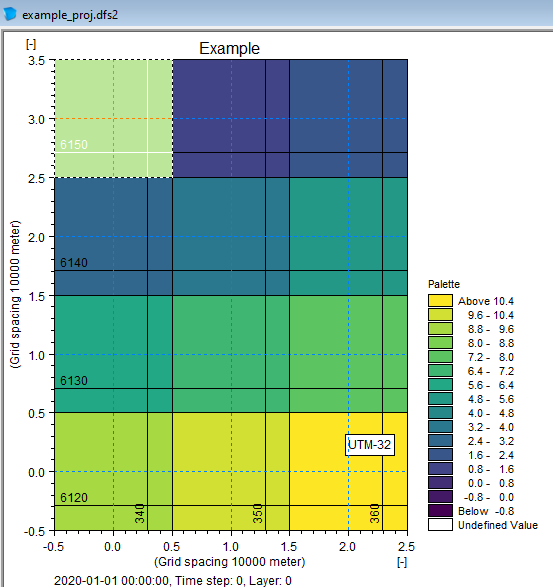 example_proj.dfs2
[-]
Example
3.5
3.0
6150
2.5
2.0
6140
1.5
1.0
6130
0.5
0.0
6120
-0.5
(Grid spacing 10000 meter)
340
350
360
UTM-32
-0.5 0.0 0.5 1.0 1.5 2.0 2.5
(Grid spacing 10000 meter) [-]
2020-01-01 00:00:00, Time step: 0, Layer: 0
Palette
Above 10.4
9.6 - 10.4
8.8 - 9.6
8.0 - 8.8
7.2 - 8.0
6.4 - 7.2
5.6 - 6.4
4.8 - 5.6
4.0 - 4.8
3.2 - 4.0
2.4 - 3.2
1.6 - 2.4
0.8 - 1.6
0.0 - 0.8
-0.8 - 0.0
Below -0.8
Undefined Value